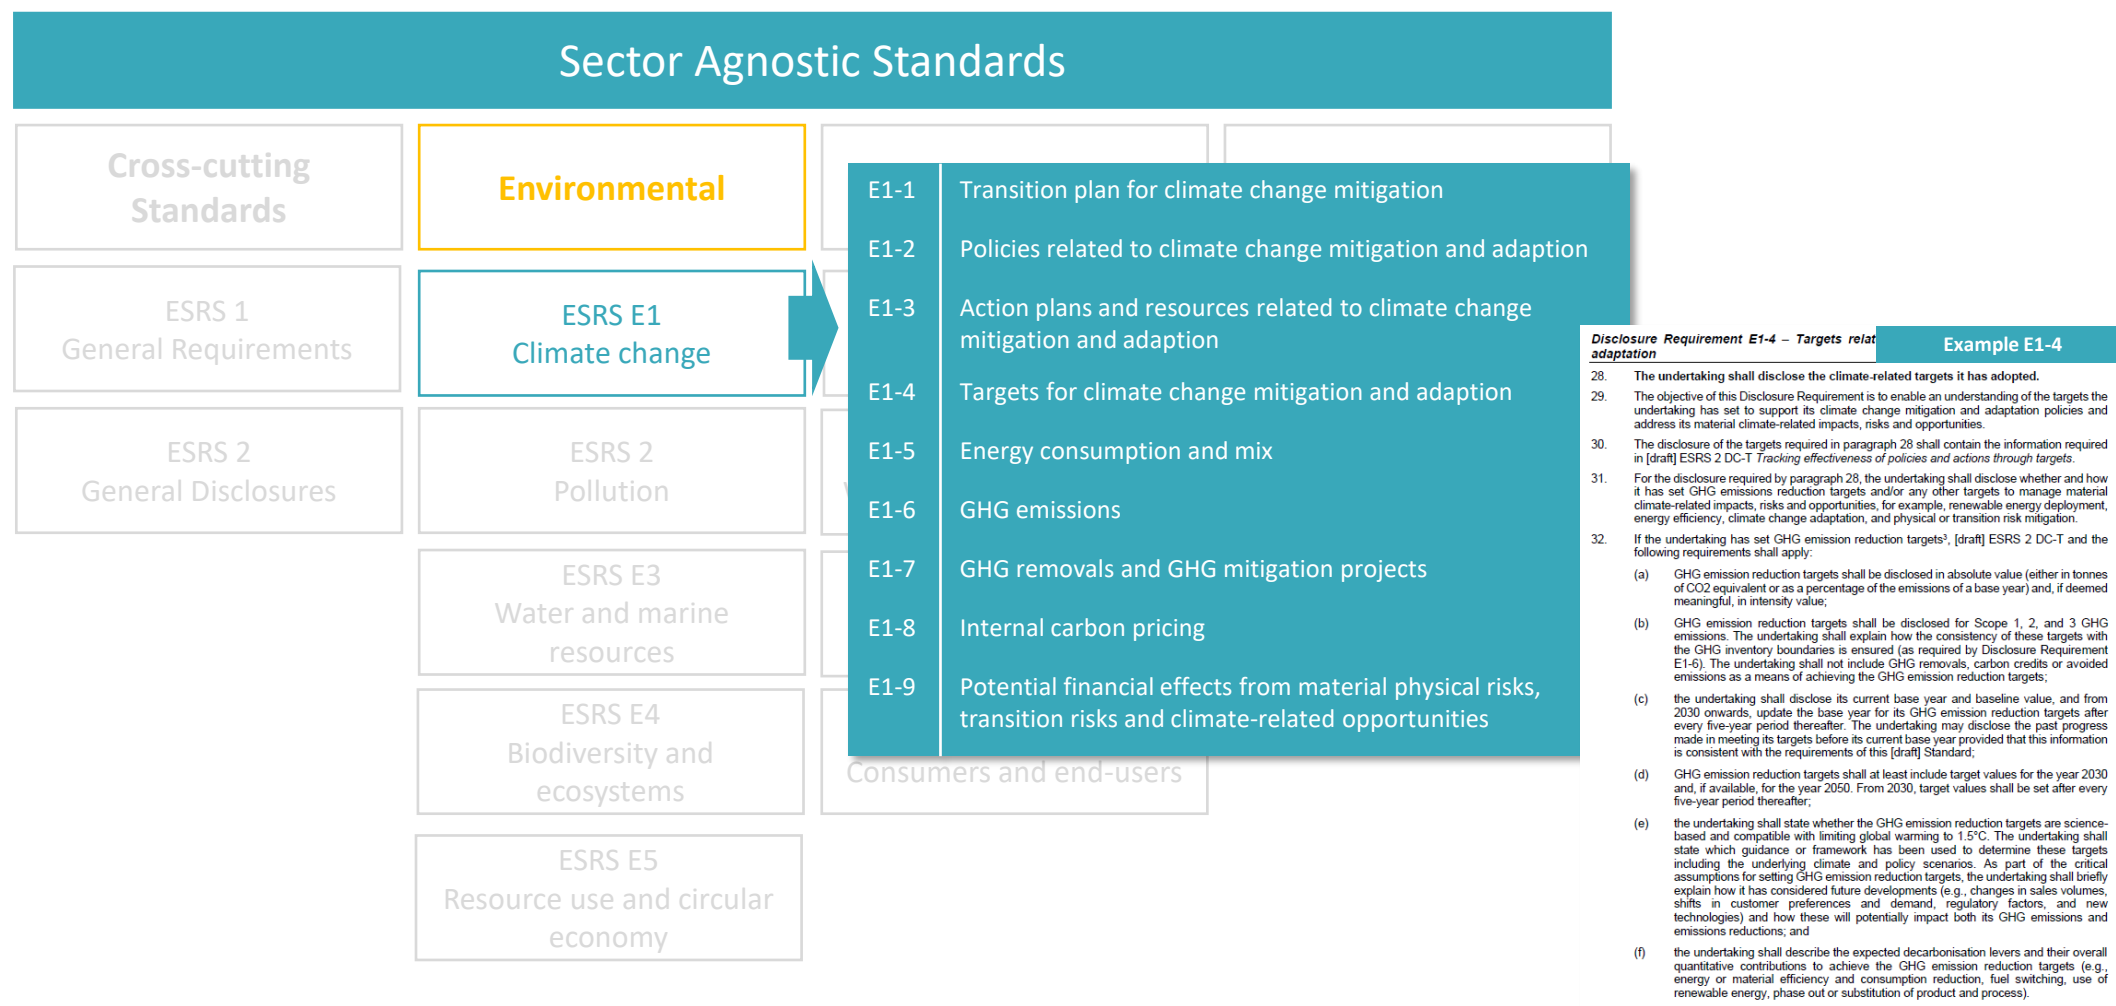 Sector Agnostic Standards
Cross-cutting
Standards
Environmental
ESRS 1
General Requirements
ESRS E1
Climate change
ESRS 2
General Disclosures
ESRS 2
Pollution
ESRS E3
Water and marine
resources
ESRS E4
Biodiversity and
ecosystems
Consumers and end-users
ESRS E5
Resource use and circular
economy
E1-1 Transition plan for climate change mitigation
E1-2 Policies related to climate change mitigation and adaption
E1-3 Action plans and resources related to climate change
mitigation and adaption
E1-4 Targets for climate change mitigation and adaption
E1-5 Energy consumption and mix
E1-6 GHG emissions
E1-7 GHG removals and GHG mitigation projects
E1-8 Internal carbon pricing
E1-9 Potential financial effects from material physical risks,
transition risks and climate-related opportunities
Example E1-4
Disclosure Requirement E1-4 – Targets relat
adaptation
28. The undertaking shall disclose the climate-related targets it has adopted.
29. The objective of this Disclosure Requirement is to enable an understanding of the targets the
undertaking has set to support its climate change mitigation and adaptation policies and
address its material climate-related impacts, risks and opportunities.
30. The disclosure of the targets required in paragraph 28 shall contain the information required
in [draft] ESRS 2 DC-T Tracking effectiveness of policies and actions through targets.
31. For the disclosure required by paragraph 28, the undertaking shall disclose whether and how
it has set GHG emissions reduction targets and/or any other targets to manage material
climate-related impacts, risks and opportunities, for example, renewable energy deployment,
energy efficiency, climate change adaptation, and physical or transition risk mitigation.
32. If the undertaking has set GHG emission reduction targets³, [draft] ESRS 2 DC-T and the
following requirements shall apply:
(a) GHG emission reduction targets shall be disclosed in absolute value (either in tonnes
of CO2 equivalent or as a percentage of the emissions of a base year) and, if deemed
meaningful, in intensity value;
(b) GHG emission reduction targets shall be disclosed for Scope 1, 2, and 3 GHG
emissions. The undertaking shall explain how the consistency of these targets with
the GHG inventory boundaries is ensured (as required by Disclosure Requirement
E1-6). The undertaking shall not include GHG removals, carbon credits or avoided
emissions as a means of achieving the GHG emission reduction targets;
(c) the undertaking shall disclose its current base year and baseline value, and from
2030 onwards, update the base year for its GHG emission reduction targets after
every five-year period thereafter. The undertaking may disclose the past progress
made in meeting its targets before its current base year provided that this information
is consistent with the requirements of this [draft] Standard;
(d) GHG emission reduction targets shall at least include target values for the year 2030
and, if available, for the year 2050. From 2030, target values shall be set after every
five-year period thereafter;
(e) the undertaking shall state whether the GHG emission reduction targets are science-
based and compatible with limiting global warming to 1.5°C. The undertaking shall
state which guidance or framework has been used to determine these targets
including the underlying climate and policy scenarios. As part of the critical
assumptions for setting GHG emission reduction targets, the undertaking shall briefly
explain how it has considered future developments (e.g., changes in sales volumes,
shifts in customer preferences and demand, regulatory factors, and new
technologies) and how these will potentially impact both its GHG emissions and
emissions reductions; and
(f) the undertaking shall describe the expected decarbonisation levers and their overall
quantitative contributions to achieve the GHG emission reduction targets (e.g.,
energy or material efficiency and consumption reduction, fuel switching, use of
renewable energy, phase out or substitution of product and process).